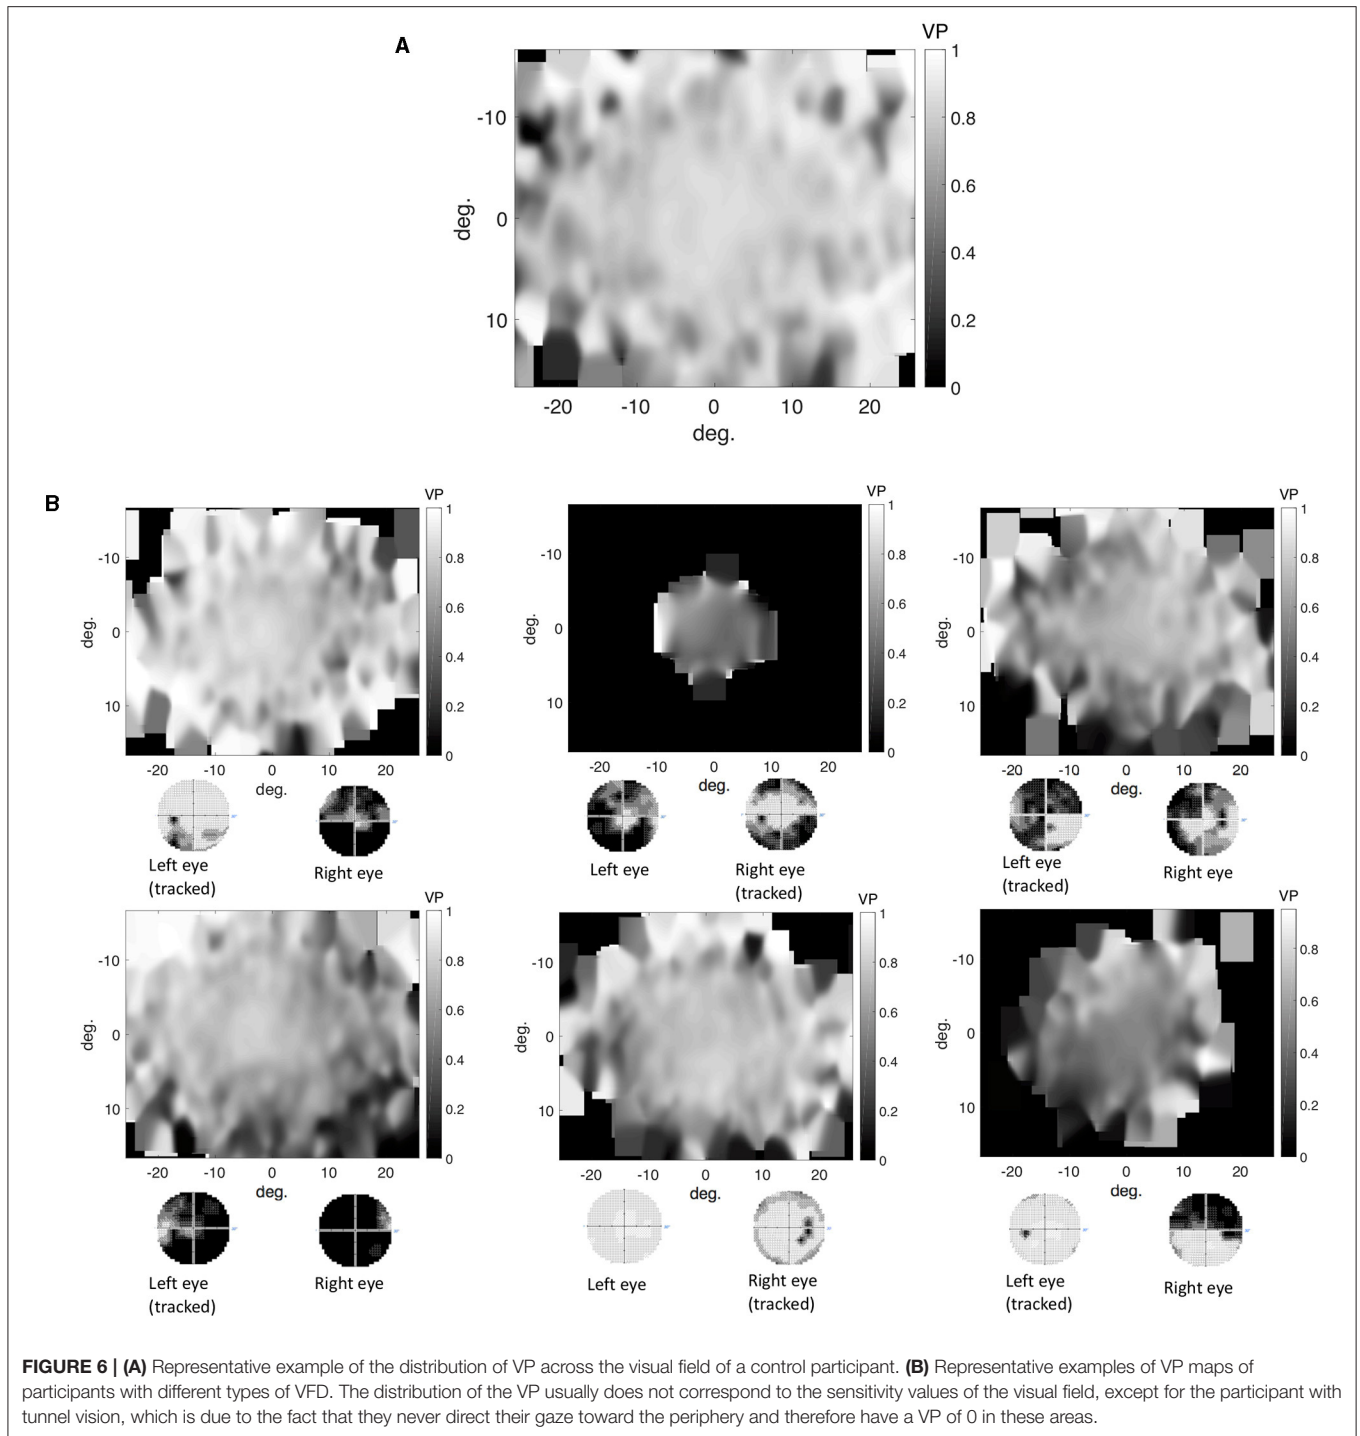 A
VP
1
-10
0.8
0.6
deg.
0
0.4
10
0.2
0
-20 -10 0 10 20
deg.
B
VP
1
-10
0.8
0.6
deg.
0
0.4
10
0.2
0
-20 -10 0 10 20
deg.
Left eye
(tracked)
Right eye
VP
1
-10
0.8
0.6
deg.
0
0.4
10
0.2
0
-20 -10 0 10 20
deg.
Left eye
Right eye
(tracked)
VP
1
-10
0.8
0.6
deg.
0
0.4
10
0.2
0
-20 -10 0 10 20
deg.
Left eye
(tracked)
Right eye
VP
1
-10
0.8
0.6
deg.
0
0.4
10
0.2
0
-20 -10 0 10 20
deg.
Left eye
(tracked)
Right eye
VP
1
-10
0.8
0.6
deg.
0
0.4
10
0.2
0
-20 -10 0 10 20
deg.
Left eye
Right eye
(tracked)
VP
-10
0.8
0.6
deg.
0
0.4
10
0.2
0
-20 -10 0 10 20
deg.
Left eye
(tracked)
Right eye
FIGURE 6 | (A) Representative example of the distribution of VP across the visual field of a control participant. (B) Representative examples of VP maps of
participants with different types of VFD. The distribution of the VP usually does not correspond to the sensitivity values of the visual field, except for the participant with
tunnel vision, which is due to the fact that they never direct their gaze toward the periphery and therefore have a VP of 0 in these areas.